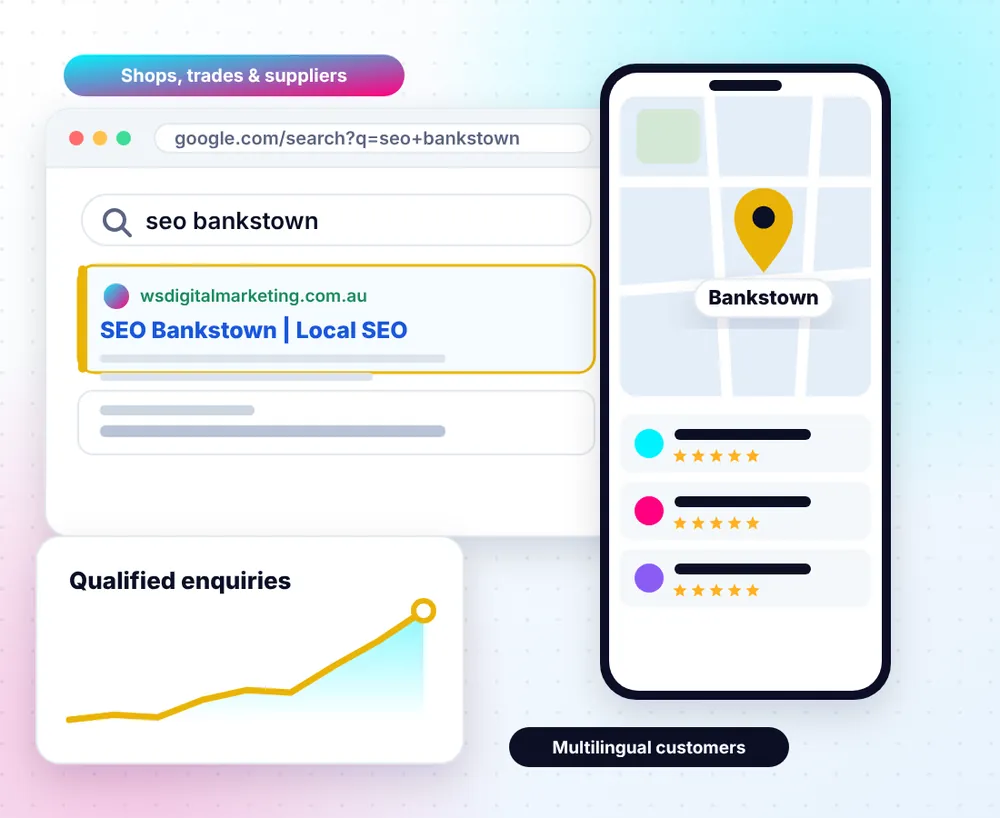 Shops, trades & suppliers
google.com/search?q=seo+bankstown
seo bankstown
wsdigitalmarketing.com.au
SEO Bankstown | Local SEO
Bankstown
Qualified enquiries
Multilingual customers